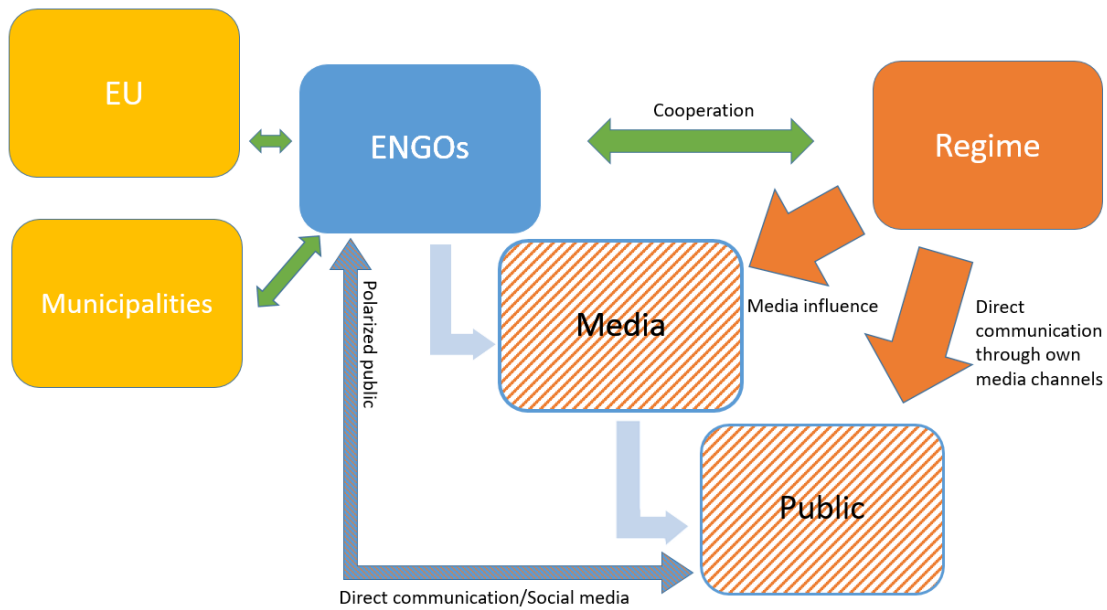 EU
ENGOs
Cooperation
Regime
Municipalities
Polarized public
Media
Media influence
Direct
communication
through own
media channels
Public
Direct communication/Social media